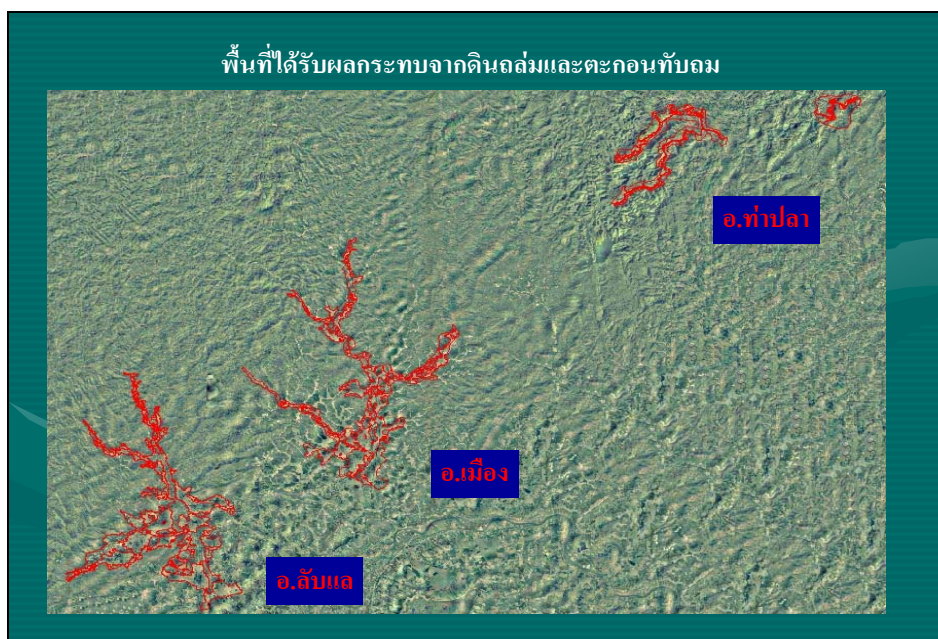 พื้นที่ได้รับผลกระทบจากดินถล่มและตะกอนทับถม
อ.ท่าปลา
อ.เมือง
อ.ลับแล